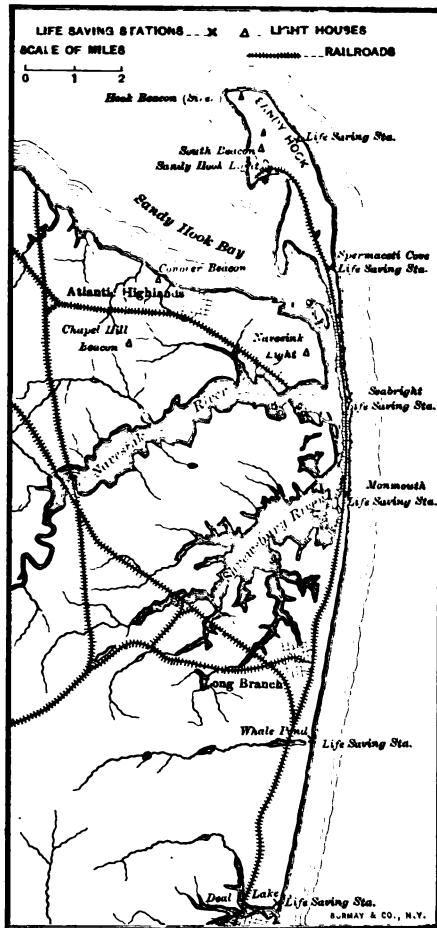 LIFE SAVING STATIONS ... X △ ... LIGHT HOUSES
SCALE OF MILES ... RAILROADS
0 1 2
Hook Beacon
SANDY HOOK
Life Saving Sta.
South Beacon
Sandy Hook Light
Sandy Hook Bay
Spermaceti Cove
Life Saving Sta.
Conover Beacon
Atlantic Highlands
Chapel Hill
Beacon
Navesink
Light
Seabright
Life Saving Sta.
Navesink River
Monmouth
Life Saving Sta.
Shrewsbury River
Long Branch
Whale Pond
Life Saving Sta.
Deal Lake
Life Saving Sta.
BORMAY & CO., N.Y.